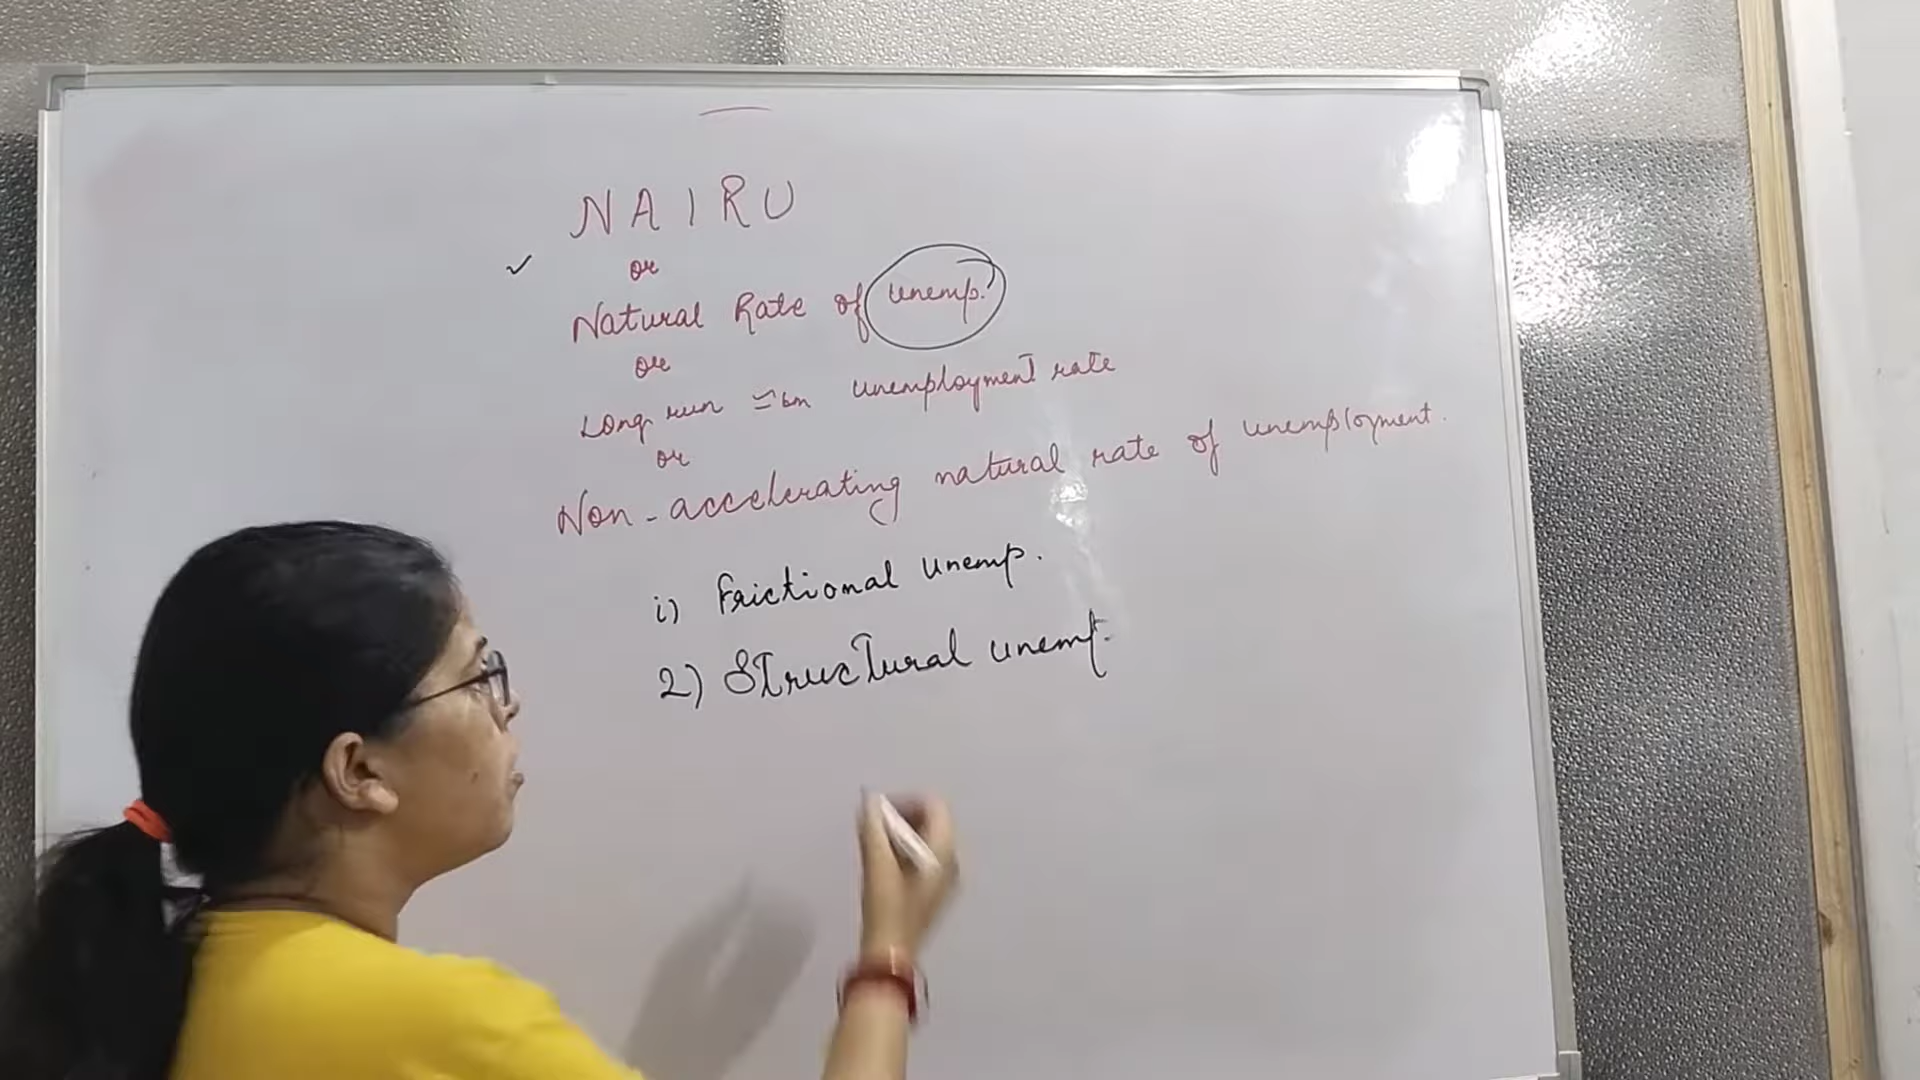 NAIRU
or
Natural Rate of unemp.
or
Long run ≃bm unemployment rate
or
Non-accelerating natural rate of unemployment.
i) Frictional unemp.
2) Structural unemp.